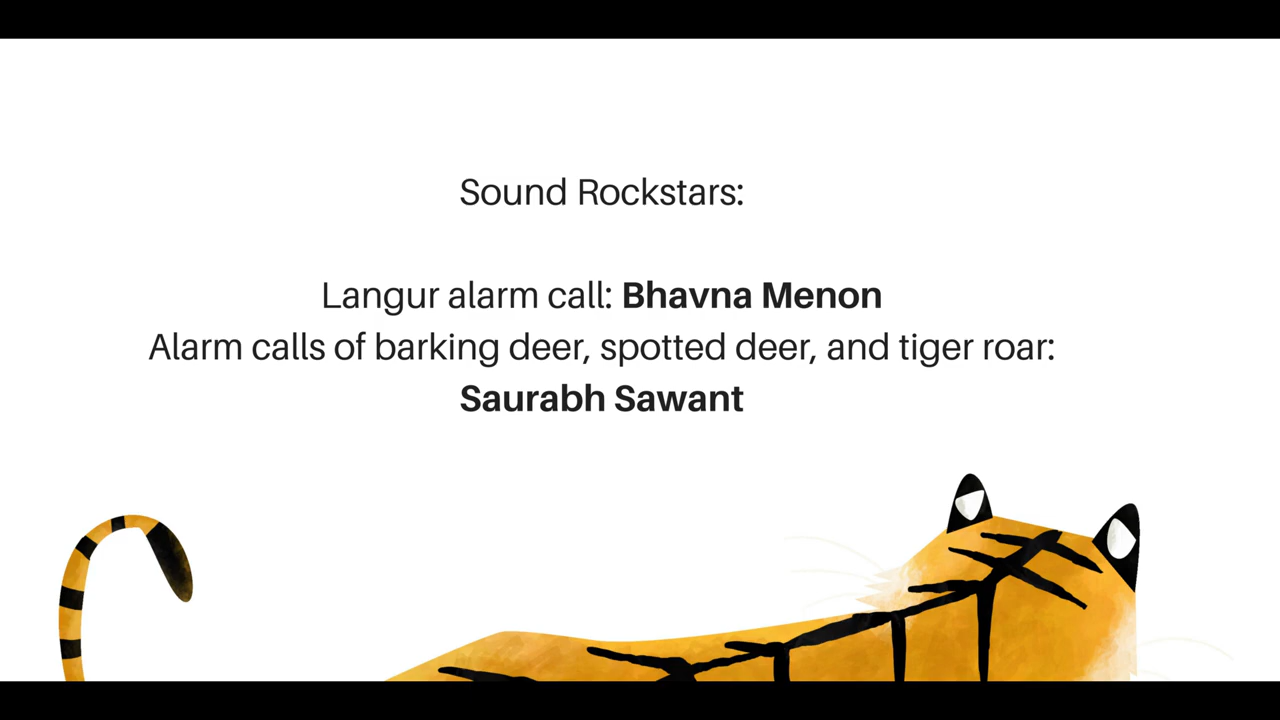 Sound Rockstars:
Langur alarm call: Bhavna Menon
Alarm calls of barking deer, spotted deer, and tiger roar:
Saurabh Sawant